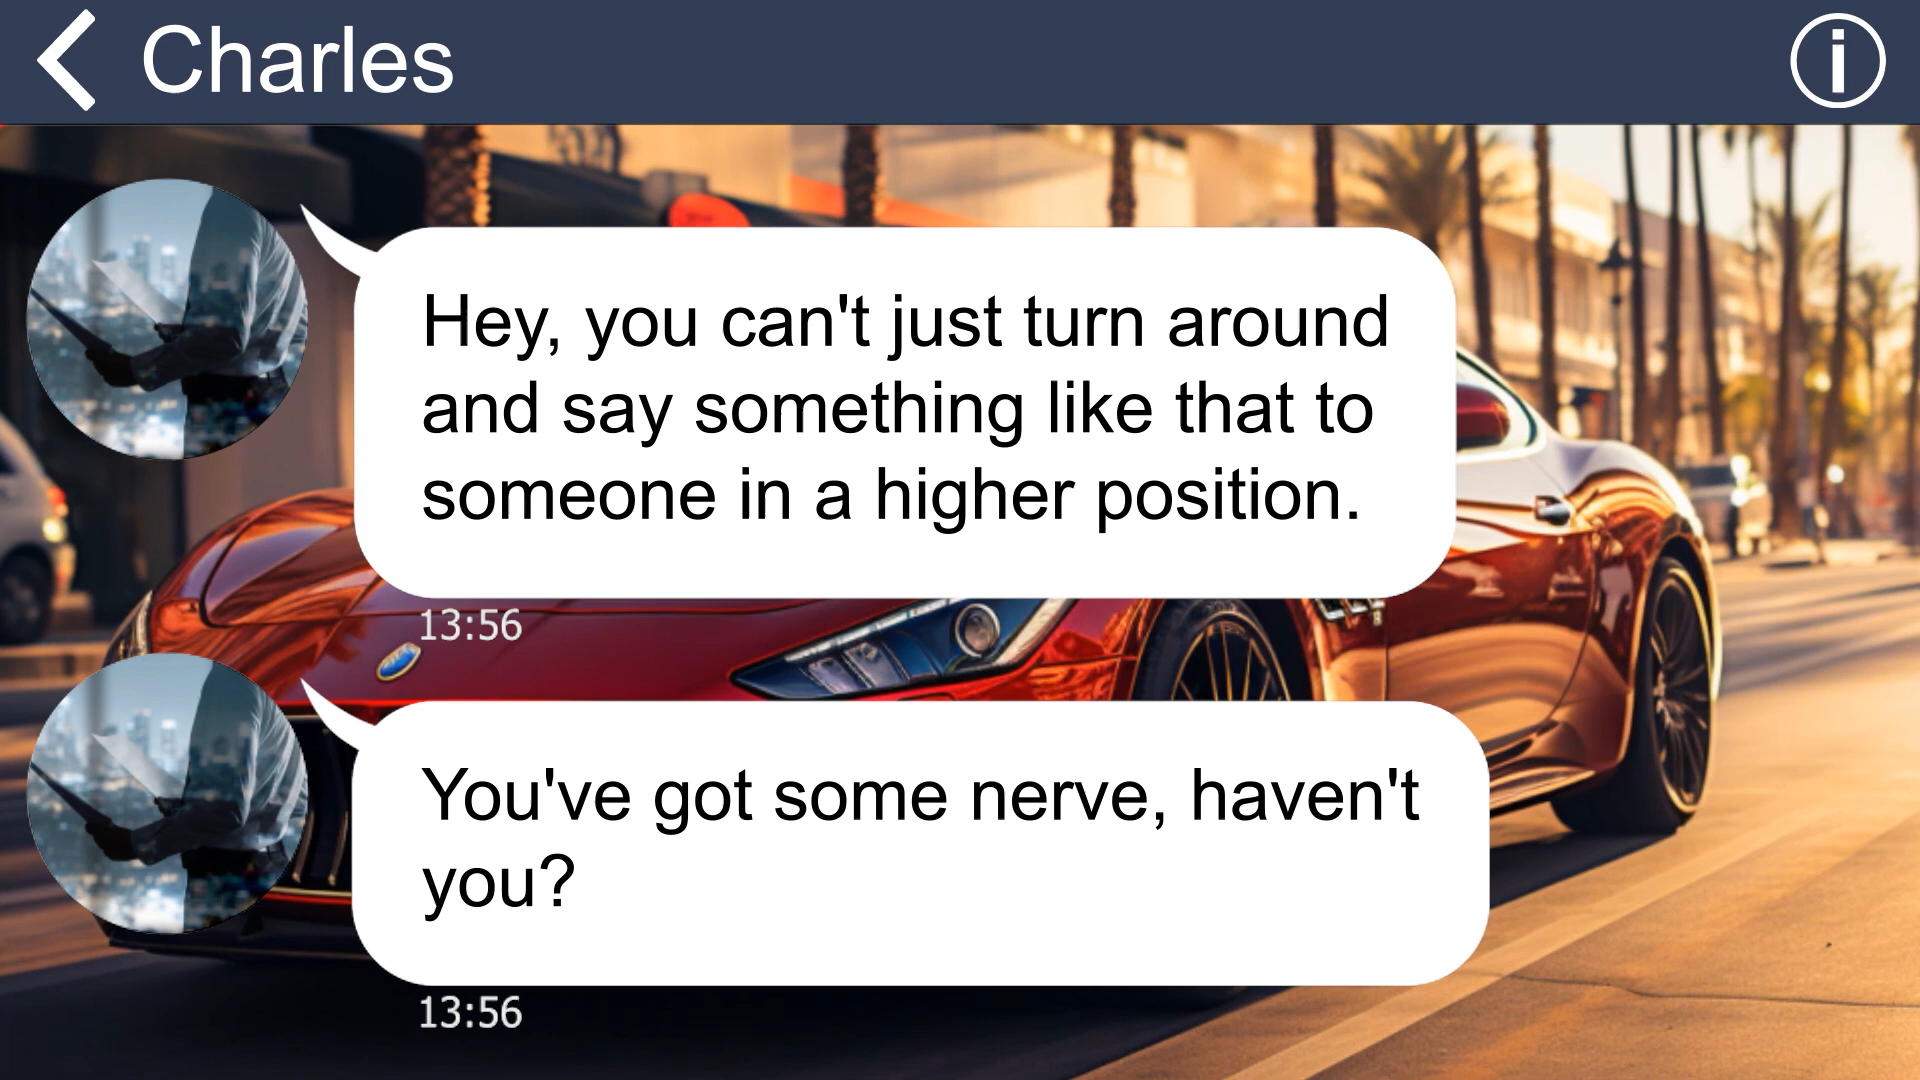 Charles
Hey, you can't just turn around
and say something like that to
someone in a higher position.
13:56
You've got some nerve, haven't
you?
13:56